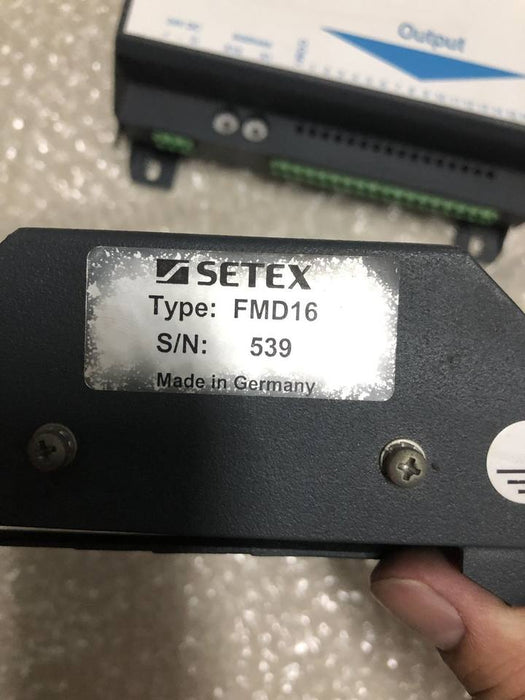 Output
SETEX
Type: FMD16
S/N: 539
Made in Germany